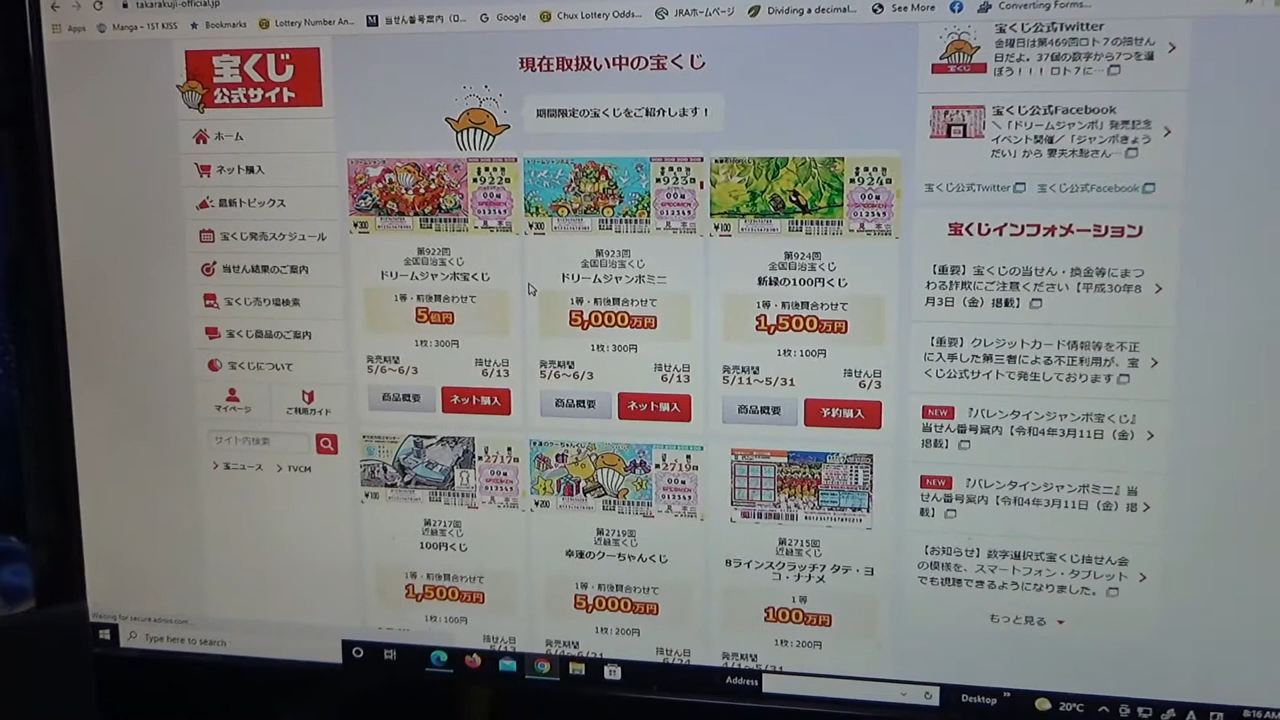 takarakuji-official.jp
Apps
Manga – 1ST KISS
Bookmarks
Lottery Number An...
当せん番号案内（D...
Google
Chux Lottery Odds...
JRAホームページ
Dividing a decimal...
See More
Converting Forms...
宝くじ
公式サイト
ホーム
ネット購入
最新トピックス
宝くじ発売スケジュール
当せん結果のご案内
宝くじ売り場検索
宝くじ商品のご案内
宝くじについて
マイページ
ご利用ガイド
サイト内検索
宝ニュース
TVCM
現在取扱い中の宝くじ
期間限定の宝くじをご紹介します！
第922回
全国自治宝くじ
ドリームジャンボ宝くじ
1等・前後賞合わせて
5億円
1枚:300円
発売期間
5/6～6/3
抽せん日
6/13
商品概要
ネット購入
第923回
全国自治宝くじ
ドリームジャンボミニ
1等・前後賞合わせて
5,000万円
1枚:300円
発売期間
5/6～6/3
抽せん日
6/13
商品概要
ネット購入
第924回
全国自治宝くじ
新緑の100円くじ
1等・前後賞合わせて
1,500万円
1枚:100円
発売期間
5/11～5/31
抽せん日
6/3
商品概要
予約購入
第2717回
近畿宝くじ
100円くじ
1等・前後賞合わせて
1,500万円
1枚:100円
抽せん日
第2719回
近畿宝くじ
幸運のクーちゃんくじ
1等・前後賞合わせて
5,000万円
1枚:200円
発売期間
抽せん日
第2715回
近畿宝くじ
8ラインスクラッチ7 タテ・ヨ
コ・ナナメ
1等
100万円
1枚:200円
発売期間
4/1～5/31
宝くじ公式Twitter
金曜日は第469回ロト7の抽せん
日だよ。37個の数字から7つを選
ぼう！！！ ロト7に…
宝くじ公式Facebook
＼「ドリームジャンボ」発売記念
イベント開催／「ジャンボきょう
だい」から 妻夫木聡さん…
宝くじ公式Twitter
宝くじ公式Facebook
宝くじインフォメーション
【重要】宝くじの当せん・換金等にまつ
わる詐欺にご注意ください【平成30年8
月3日（金）掲載】
【重要】クレジットカード情報等を不正
に入手した第三者による不正利用が、宝
くじ公式サイトで発生しております
NEW 『バレンタインジャンボ宝くじ』
当せん番号案内【令和4年3月11日（金）
掲載】
NEW 『バレンタインジャンボミニ』当
せん番号案内【令和4年3月11日（金）掲
載】
【お知らせ】数字選択式宝くじ抽せん会
の模様を、スマートフォン・タブレット
でも視聴できるようになりました。
もっと見る
Type here to search
Address
Desktop
20℃
8:16 AM